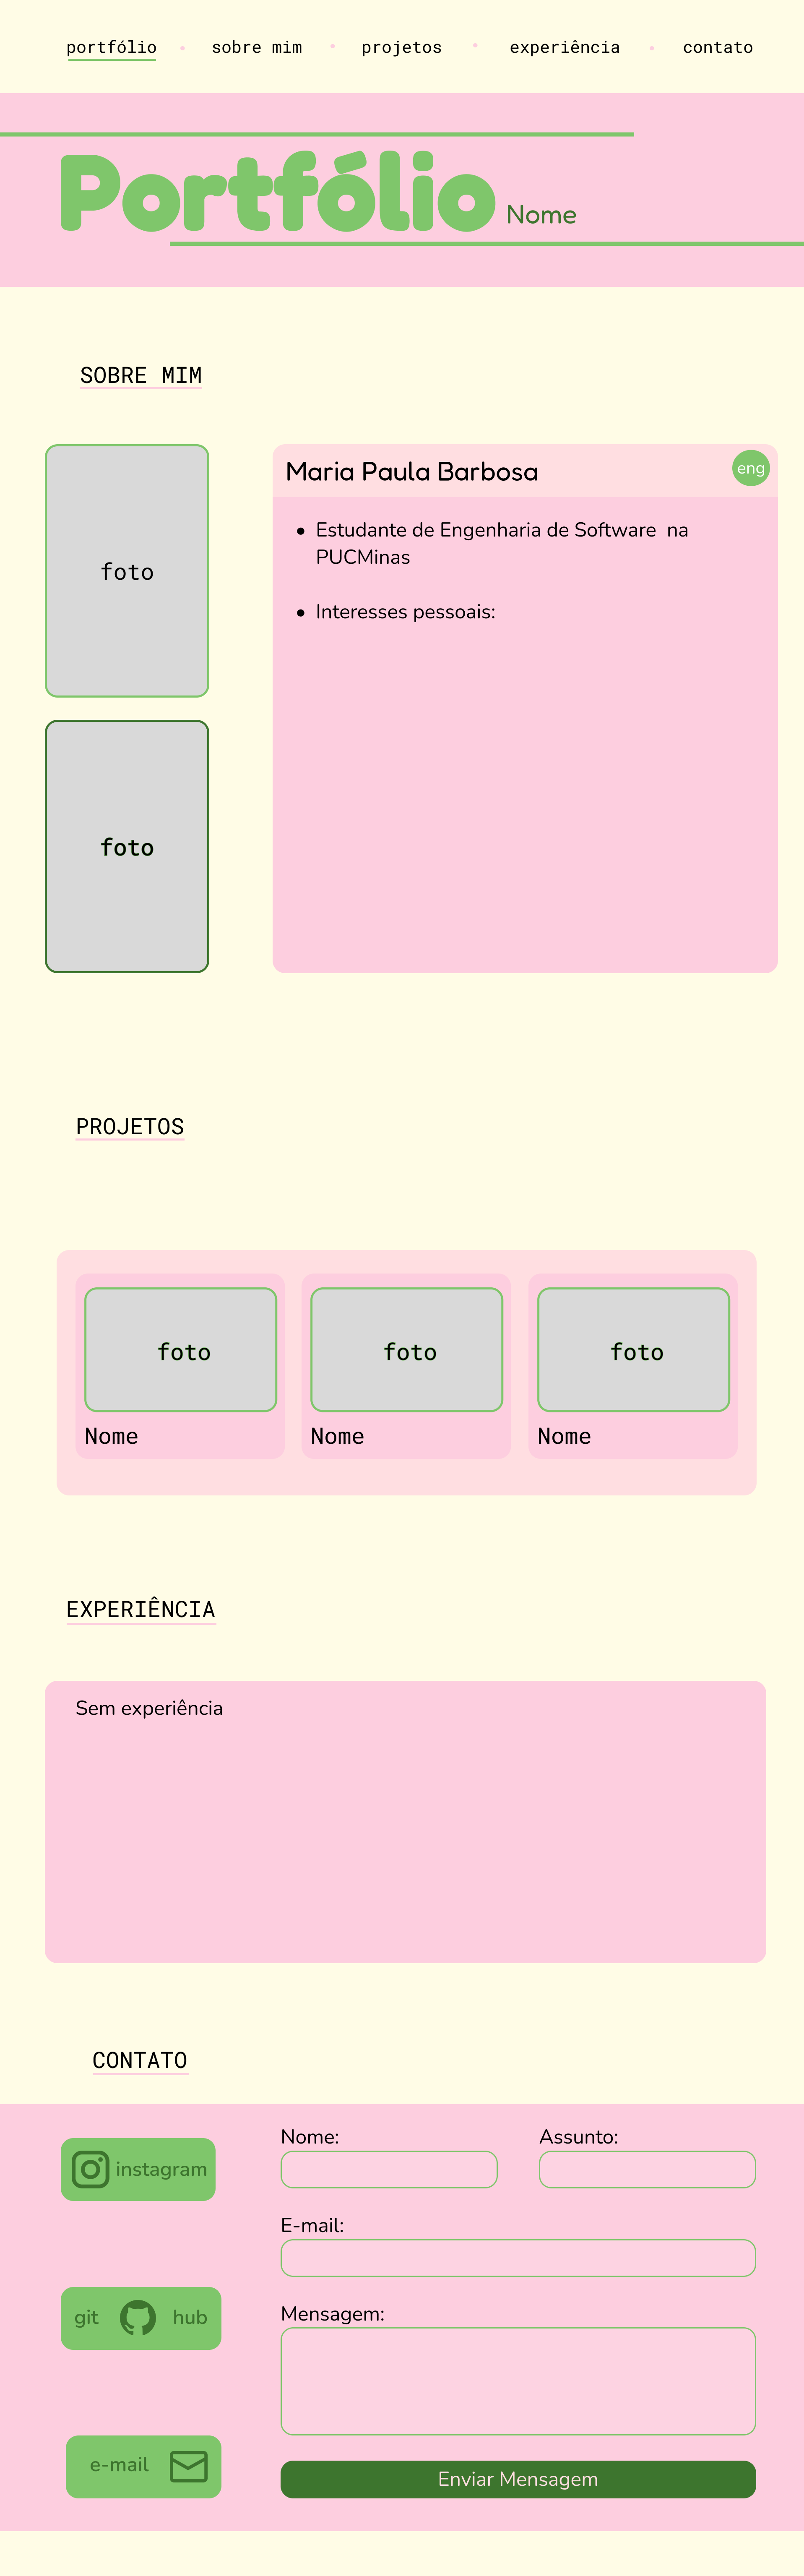 portfólio • sobre mim • projetos • experiência • contato
Portfólio Nome
SOBRE MIM
foto
foto
Maria Paula Barbosa
eng
• Estudante de Engenharia de Software na
PUCMinas
• Interesses pessoais:
PROJETOS
foto
Nome
foto
Nome
foto
Nome
EXPERIÊNCIA
Sem experiência
CONTATO
instagram
git hub
e-mail
Nome:
Assunto:
E-mail:
Mensagem:
Enviar Mensagem